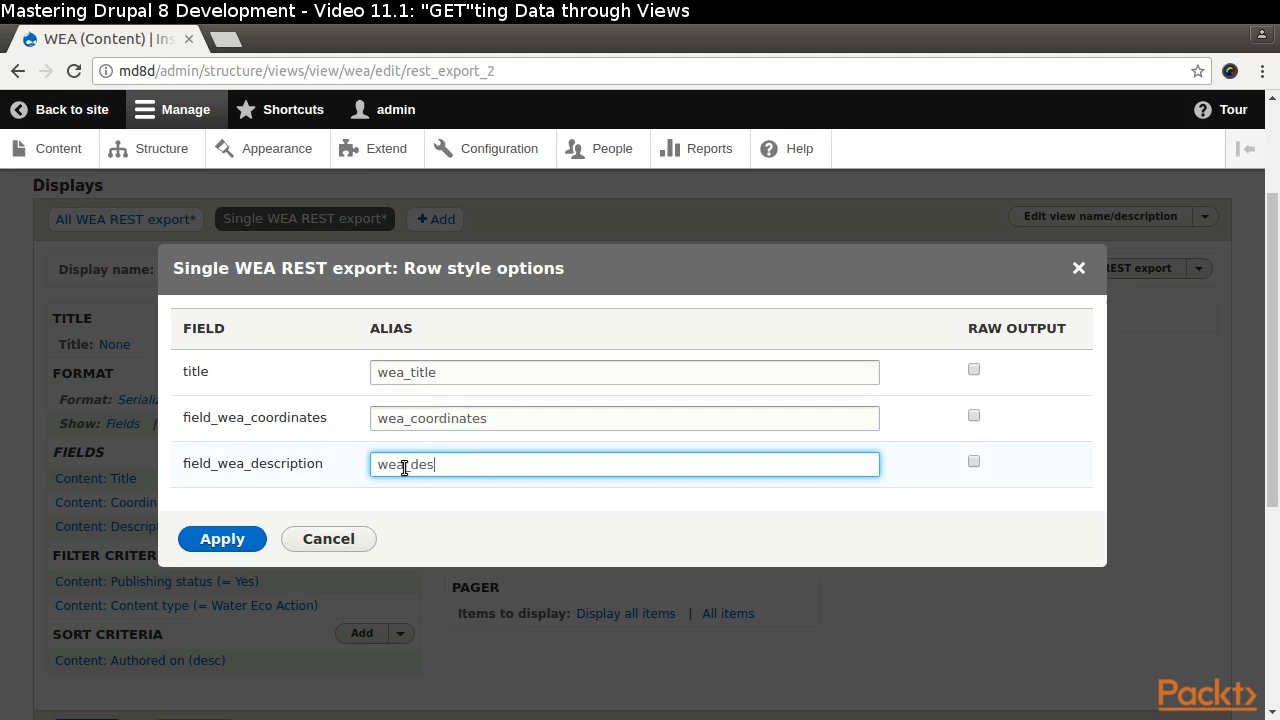 Mastering Drupal 8 Development - Video 11.1: "GET"ting Data through Views
WEA (Content) | Ins
md8d/admin/structure/views/view/wea/edit/rest_export_2
Back to site
Manage
Shortcuts
admin
Tour
Content
Structure
Appearance
Extend
Configuration
People
Reports
Help
Displays
All WEA REST export*
Single WEA REST export*
+ Add
Edit view name/description
Display name:
REST export
Single WEA REST export: Row style options
×
TITLE
Title: None
FORMAT
Format: Seriali
Show: Fields |
FIELDS
Content: Title
Content: Coordin
Content: Descrip
FIELD ALIAS RAW OUTPUT
title wea_title
field_wea_coordinates wea_coordinates
field_wea_description wea_des
Apply
Cancel
FILTER CRITE
Content: Publishing status (= Yes)
Content: Content type (= Water Eco Action)
SORT CRITERIA
Add
Content: Authored on (desc)
PAGER
Items to display: Display all items | All items
Packt>